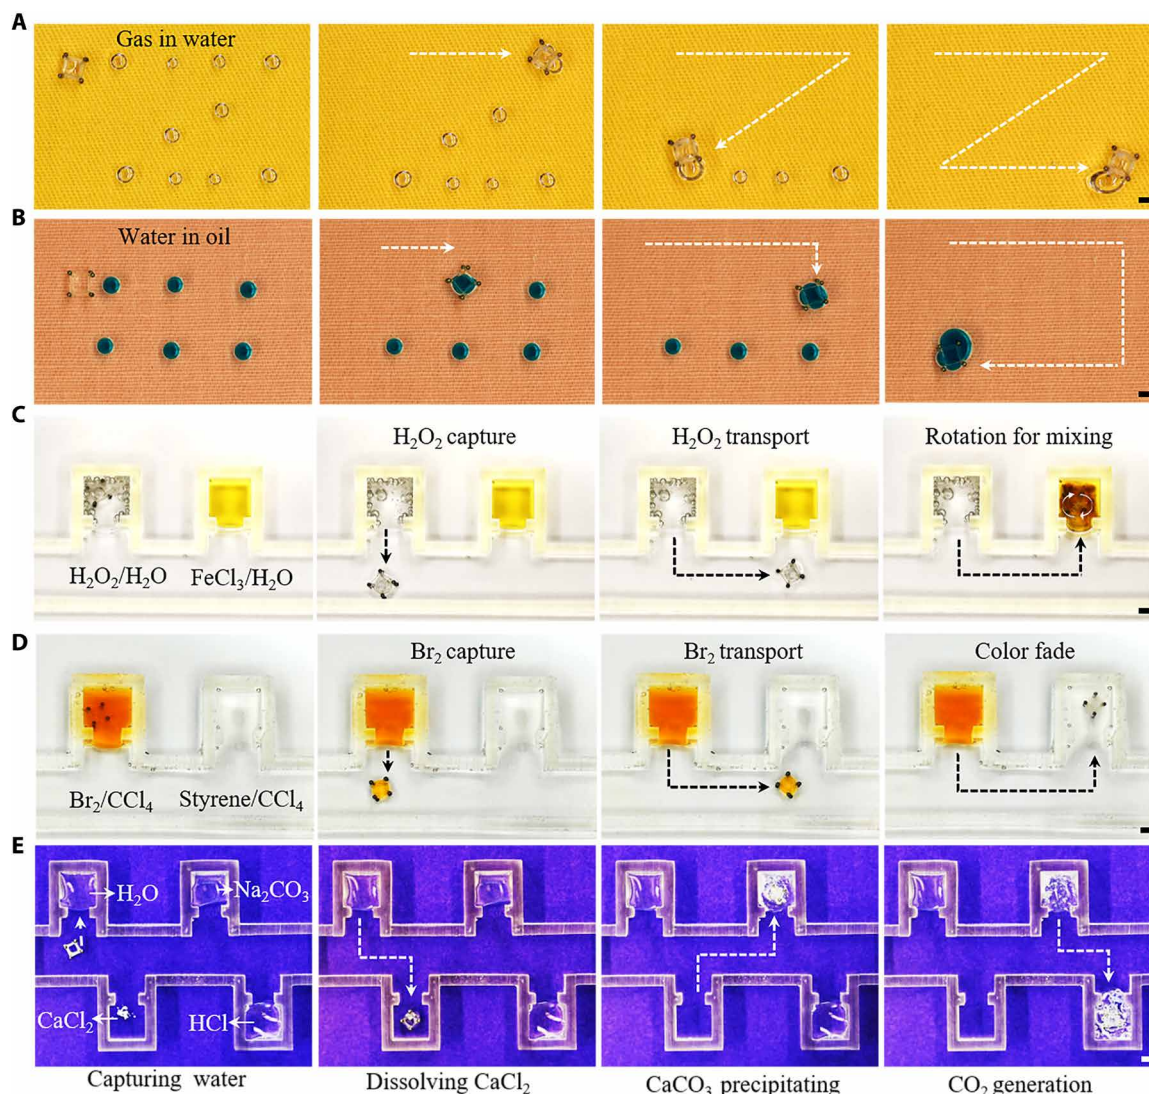 A
Gas in water
B
Water in oil
C
H₂O₂ capture
H₂O₂ transport
Rotation for mixing
H₂O₂/H₂O
FeCl₃/H₂O
D
Br₂ capture
Br₂ transport
Color fade
Br₂/CCl₄
Styrene/CCl₄
E
H₂O
Na₂CO₃
CaCl₂
HCl
Capturing water
Dissolving CaCl₂
CaCO₃ precipitating
CO₂ generation